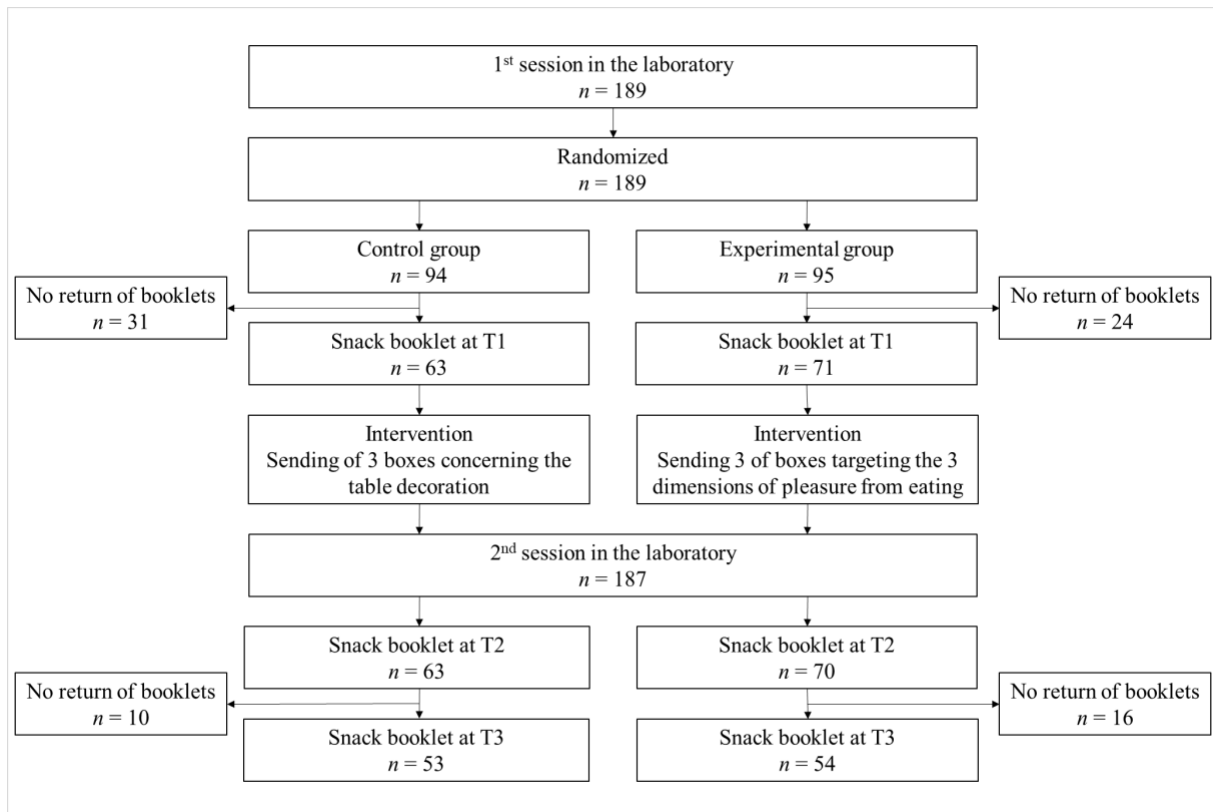 1st session in the laboratory
n = 189
Randomized
n = 189
Control group
n = 94
Experimental group
n = 95
No return of booklets
n = 31
No return of booklets
n = 24
Snack booklet at T1
n = 63
Snack booklet at T1
n = 71
Intervention
Sending of 3 boxes concerning the
table decoration
Intervention
Sending 3 of boxes targeting the 3
dimensions of pleasure from eating
2nd session in the laboratory
n = 187
Snack booklet at T2
n = 63
Snack booklet at T2
n = 70
No return of booklets
n = 10
No return of booklets
n = 16
Snack booklet at T3
n = 53
Snack booklet at T3
n = 54